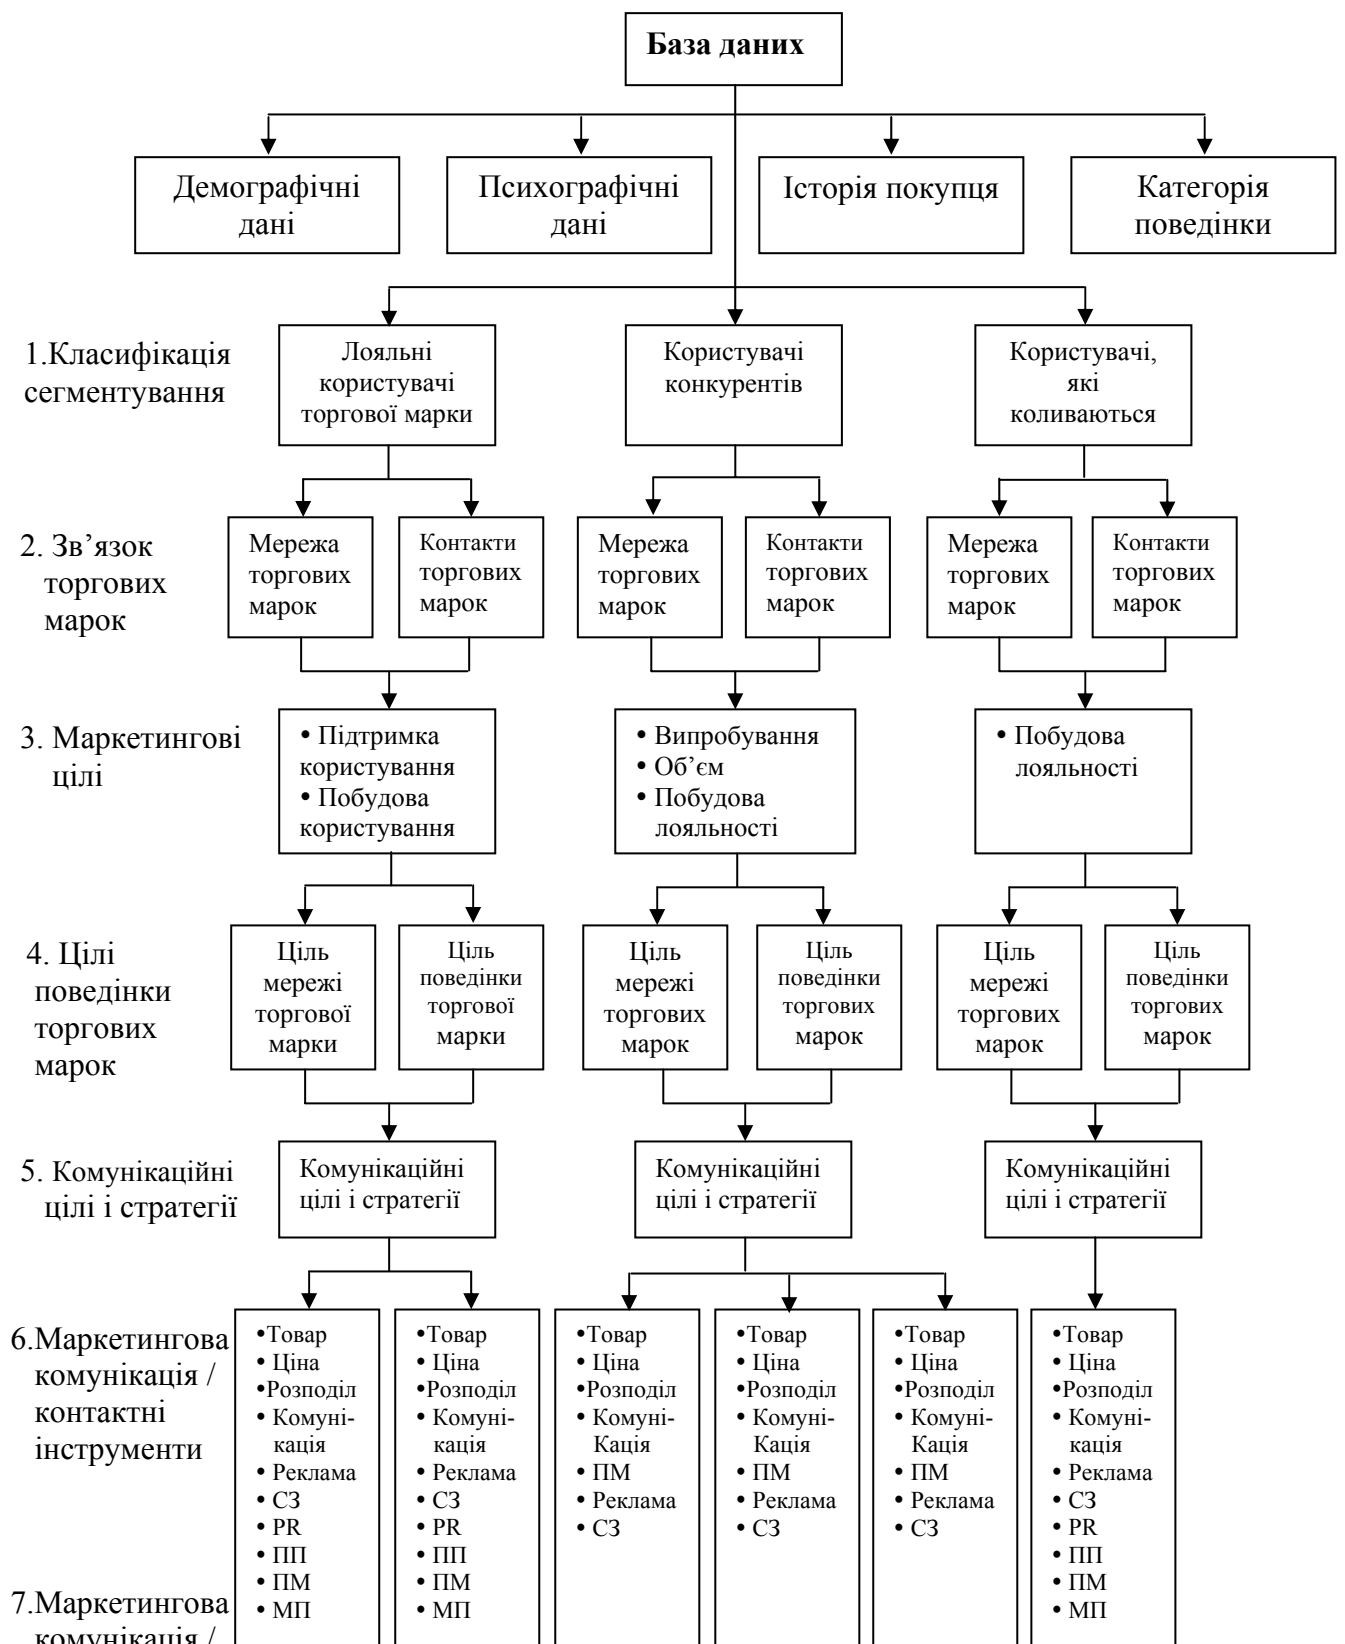 База даних
Демографічні
дані
Психографічні
дані
Історія покупця
Категорія
поведінки
1.Класифікація
сегментування
Лояльні
користувачі
торгової марки
Користувачі
конкурентів
Користувачі,
які
коливаються
2. Зв’язок
торгових
марок
Мережа
торгових
марок
Контакти
торгових
марок
Мережа
торгових
марок
Контакти
торгових
марок
Мережа
торгових
марок
Контакти
торгових
марок
3. Маркетингові
цілі
• Підтримка
користування
• Побудова
користування
• Випробування
• Об’єм
• Побудова
лояльності
• Побудова
лояльності
4. Цілі
поведінки
торгових
марок
Ціль
мережі
торгової
марки
Ціль
поведінки
торгової
марки
Ціль
мережі
торгових
марок
Ціль
поведінки
торгових
марок
Ціль
мережі
торгових
марок
Ціль
поведінки
торгових
марок
5. Комунікаційні
цілі і стратегії
Комунікаційні
цілі і стратегії
Комунікаційні
цілі і стратегії
Комунікаційні
цілі і стратегії
6.Маркетингова
комунікація /
контактні
інструменти
•Товар
• Ціна
•Розподіл
• Комуні-
кація
• Реклама
• СЗ
• PR
• ПП
• ПМ
• МП
•Товар
• Ціна
•Розподіл
• Комуні-
кація
• Реклама
• СЗ
• PR
• ПП
• ПМ
• МП
•Товар
• Ціна
•Розподіл
• Комуні-
Кація
• ПМ
• Реклама
• СЗ
•Товар
• Ціна
•Розподіл
• Комуні-
Кація
• ПМ
• Реклама
• СЗ
•Товар
• Ціна
•Розподіл
• Комуні-
Кація
• ПМ
• Реклама
• СЗ
•Товар
• Ціна
•Розподіл
• Комуні-
кація
• Реклама
• СЗ
• PR
• ПП
• ПМ
• МП
7.Маркетингова
комунікація /